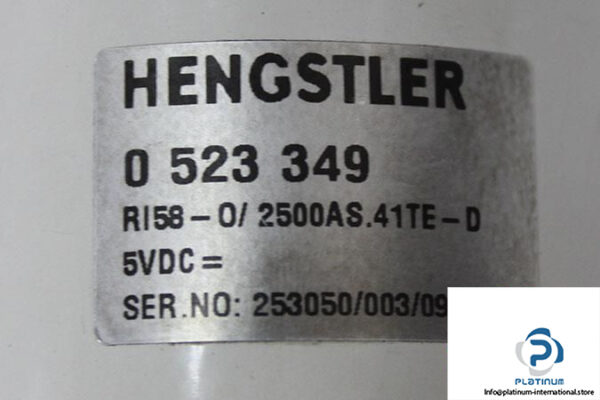 HENGSTLER
0 523 349
RI58-O/ 2500AS.41TE-D
5VDC=
SER.NO: 253050/003/09
PLATINUM
info@platinum-international.store